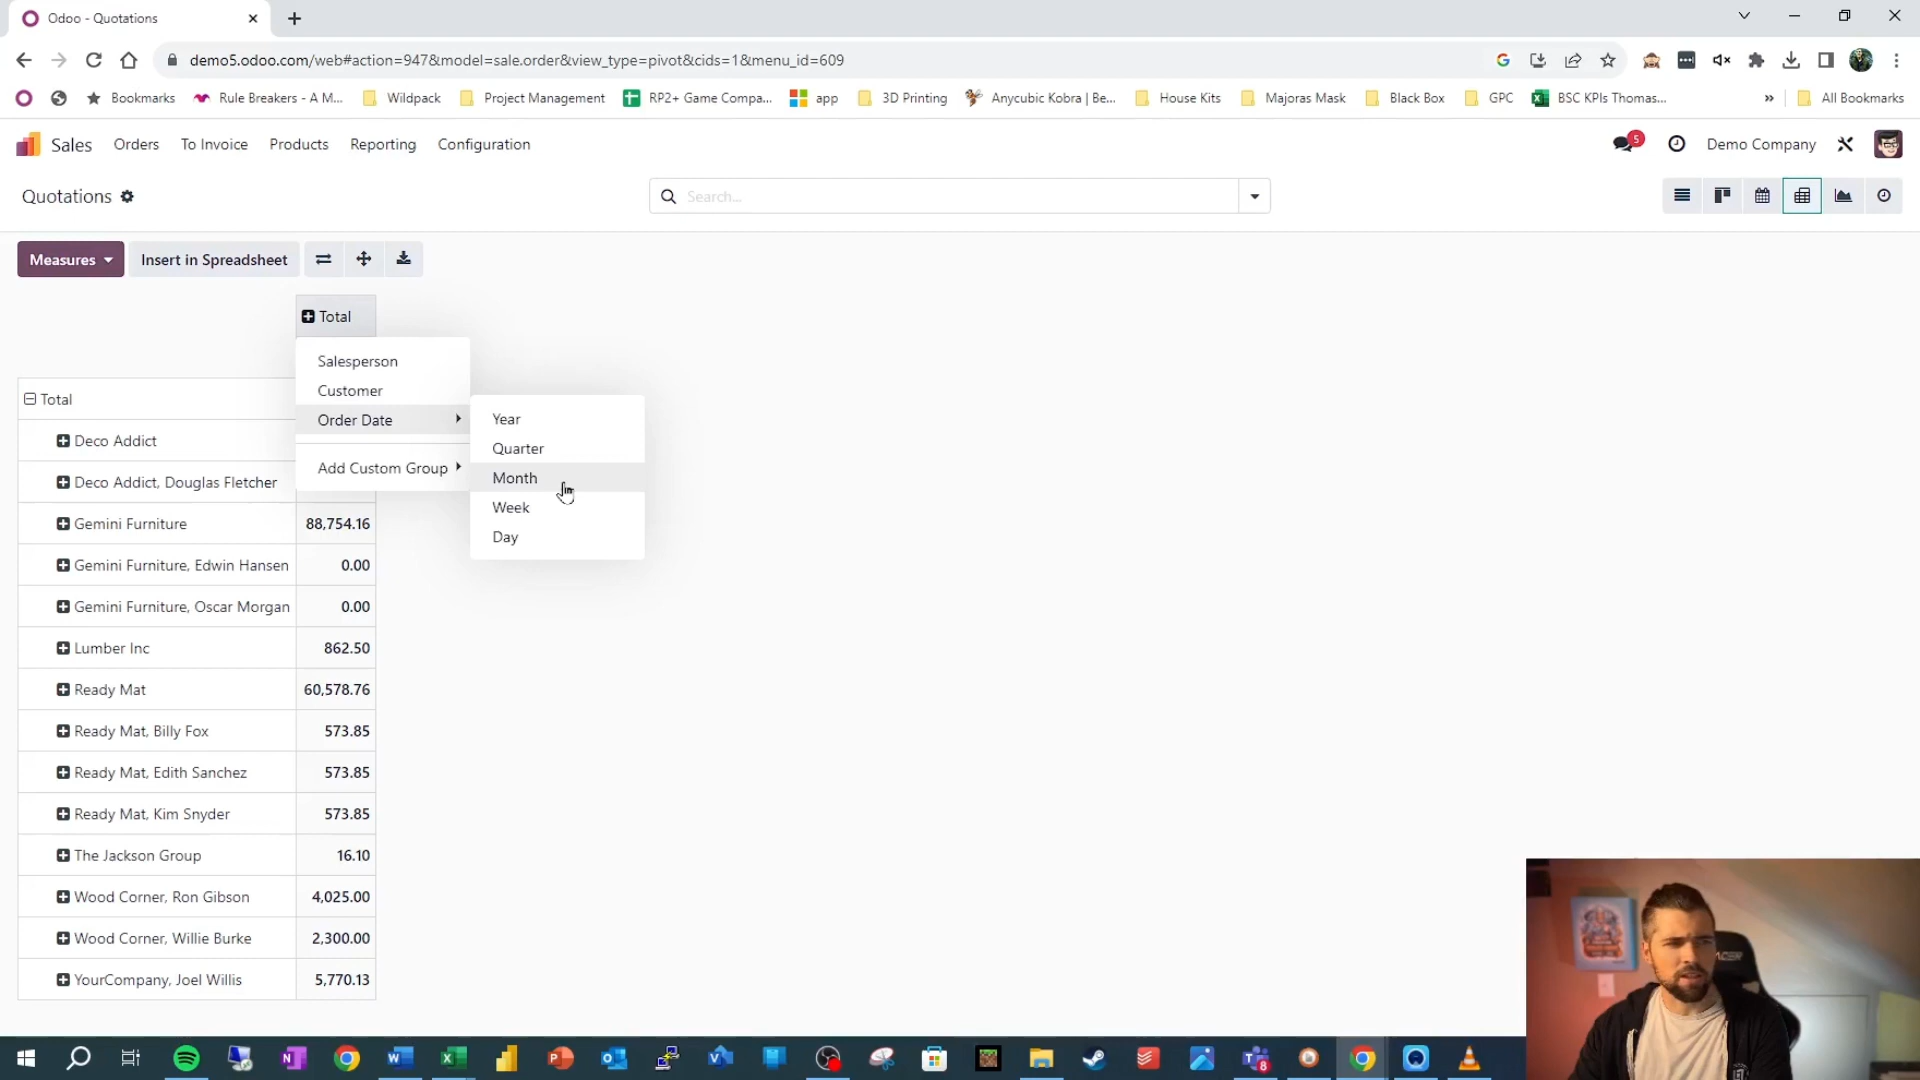 Odoo - Quotations
demo5.odoo.com/web#action=947&model=sale.order&view_type=pivot&cids=1&menu_id=609
Bookmarks
Rule Breakers - A M...
Wildpack
Project Management
RP2+ Game Compa...
app
3D Printing
Anycubic Kobra | Be...
House Kits
Majoras Mask
Black Box
GPC
BSC KPIs Thomas...
»
All Bookmarks
Sales
Orders
To Invoice
Products
Reporting
Configuration
5
Demo Company
Quotations
Search...
Measures
Insert in Spreadsheet
Total
Salesperson
Customer
Order Date
Add Custom Group
Year
Quarter
Month
Week
Day
Total
Deco Addict
Deco Addict, Douglas Fletcher
Gemini Furniture 88,754.16
Gemini Furniture, Edwin Hansen 0.00
Gemini Furniture, Oscar Morgan 0.00
Lumber Inc 862.50
Ready Mat 60,578.76
Ready Mat, Billy Fox 573.85
Ready Mat, Edith Sanchez 573.85
Ready Mat, Kim Snyder 573.85
The Jackson Group 16.10
Wood Corner, Ron Gibson 4,025.00
Wood Corner, Willie Burke 2,300.00
YourCompany, Joel Willis 5,770.13